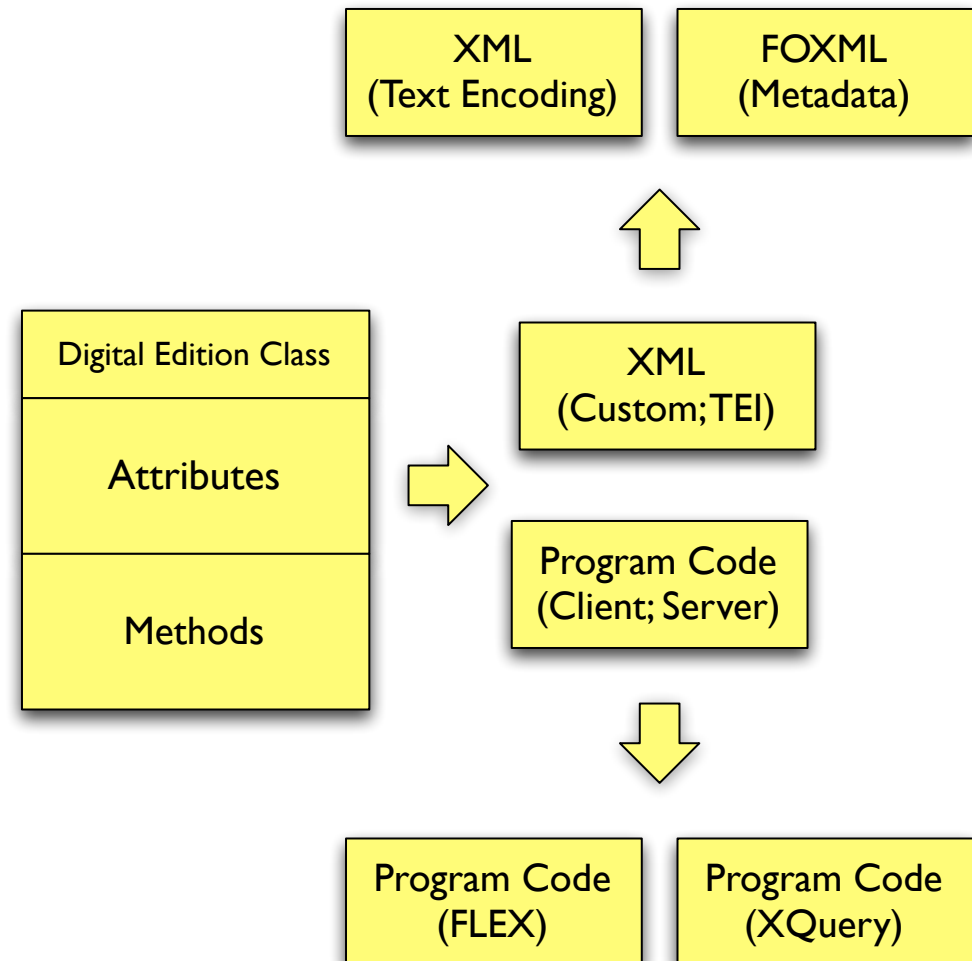 XML
(Text Encoding)
FOXML
(Metadata)
Digital Edition Class
Attributes
Methods
XML
(Custom; TEI)
Program Code
(Client; Server)
Program Code
(FLEX)
Program Code
(XQuery)